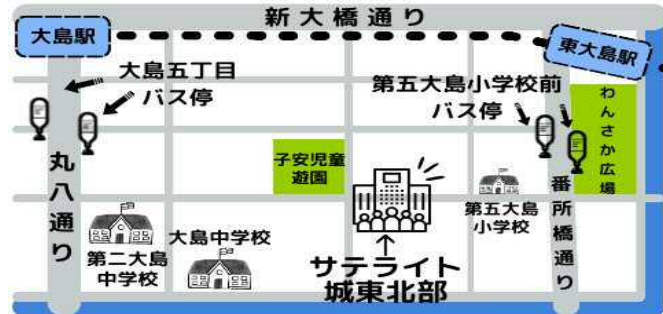 新大橋通り
大島駅
東大島駅
大島五丁目
バス停
第五大島小学校前
バス停
わんさか広場
丸八通り
子安児童
遊園
番所橋通り
第五大島
小学校
大島中学校
第二大島
中学校
サテライト
城東北部